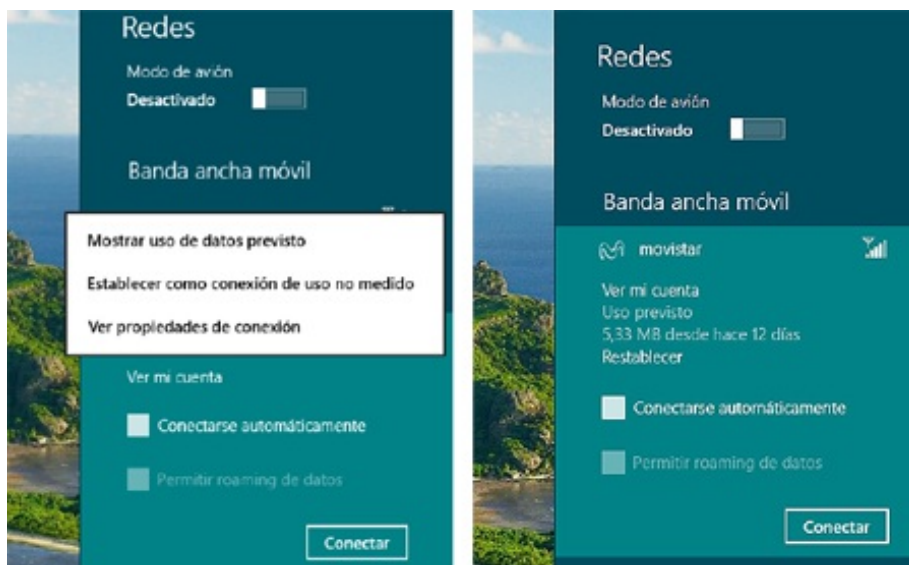 Redes
Modo de avión
Desactivado
Banda ancha móvil
Mostrar uso de datos previsto
Establecer como conexión de uso no medido
Ver propiedades de conexión
Ver mi cuenta
Conectarse automáticamente
Permitir roaming de datos
Conectar
Redes
Modo de avión
Desactivado
Banda ancha móvil
movistar
Ver mi cuenta
Uso previsto
5,33 MB desde hace 12 días
Restablecer
Conectarse automáticamente
Permitir roaming de datos
Conectar